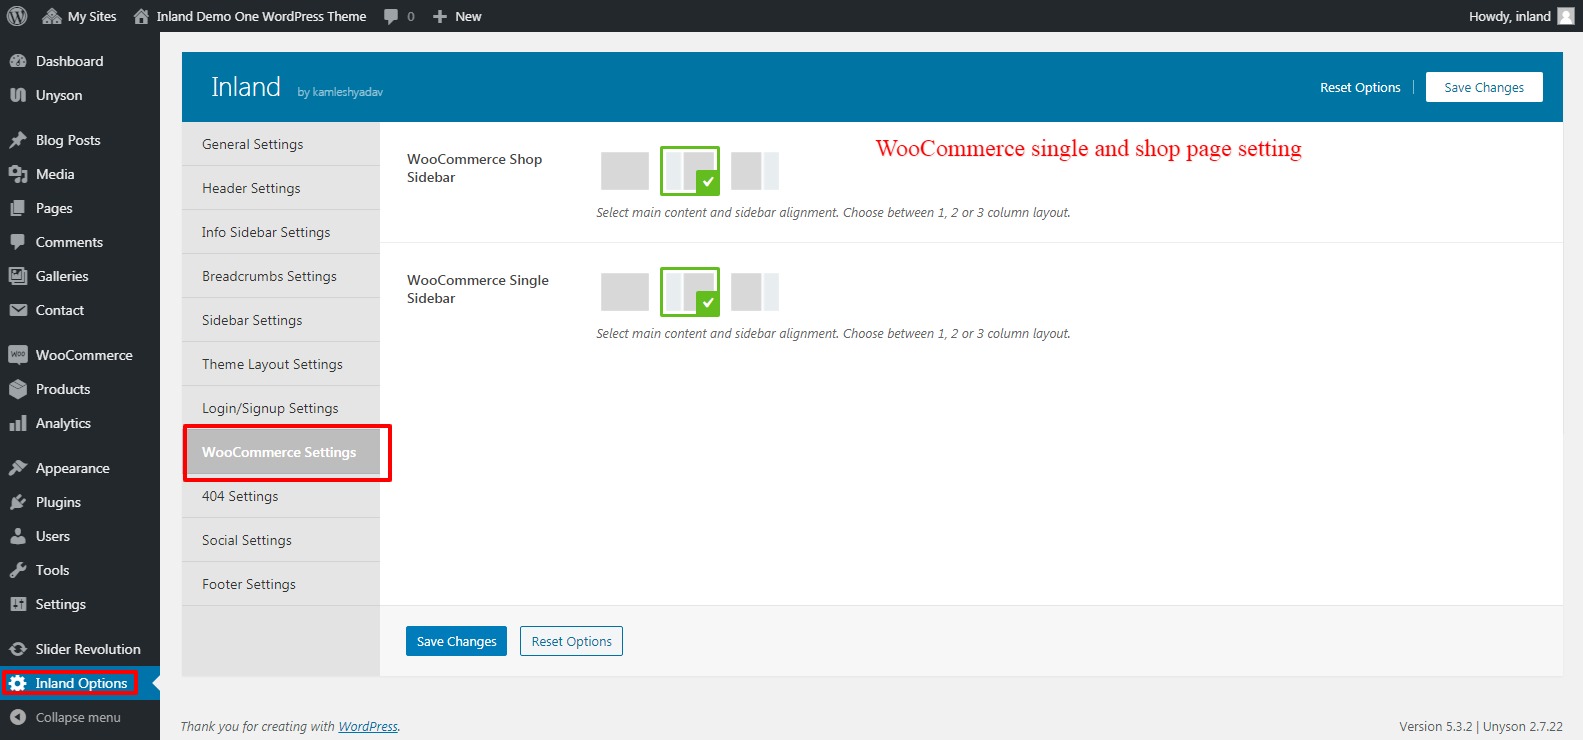 My Sites
Inland Demo One WordPress Theme
0
New
Howdy, inland
Dashboard
Unyson
Blog Posts
Media
Pages
Comments
Galleries
Contact
WOO
WooCommerce
Products
Analytics
Appearance
Plugins
Users
Tools
Settings
Slider Revolution
Inland Options
Collapse menu
Inland by kamleshyadav
Reset Options
Save Changes
General Settings
Header Settings
Info Sidebar Settings
Breadcrumbs Settings
Sidebar Settings
Theme Layout Settings
Login/Signup Settings
WooCommerce Settings
404 Settings
Social Settings
Footer Settings
WooCommerce single and shop page setting
WooCommerce Shop
Sidebar
Select main content and sidebar alignment. Choose between 1, 2 or 3 column layout.
WooCommerce Single
Sidebar
Select main content and sidebar alignment. Choose between 1, 2 or 3 column layout.
Save Changes
Reset Options
Thank you for creating with WordPress.
Version 5.3.2 | Unyson 2.7.22